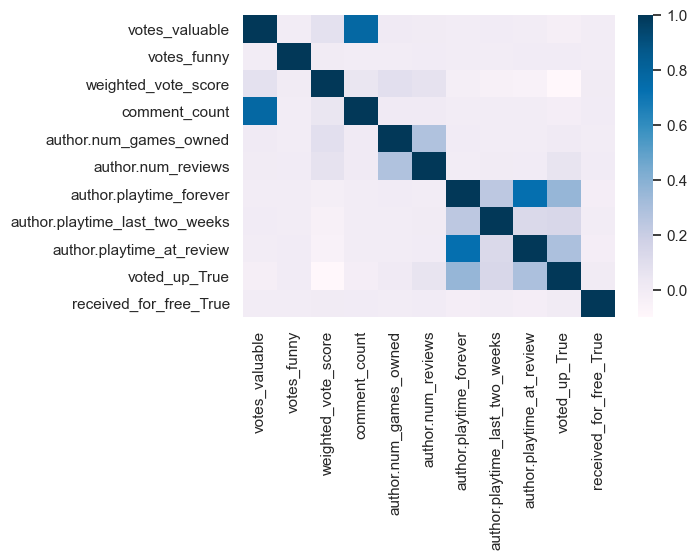 votes_valuable
votes_funny
weighted_vote_score
comment_count
author.num_games_owned
author.num_reviews
author.playtime_forever
author.playtime_last_two_weeks
author.playtime_at_review
voted_up_True
received_for_free_True
votes_valuable
votes_funny
weighted_vote_score
comment_count
author.num_games_owned
author.num_reviews
author.playtime_forever
author.playtime_last_two_weeks
author.playtime_at_review
voted_up_True
received_for_free_True
1.0
0.8
0.6
0.4
0.2
0.0